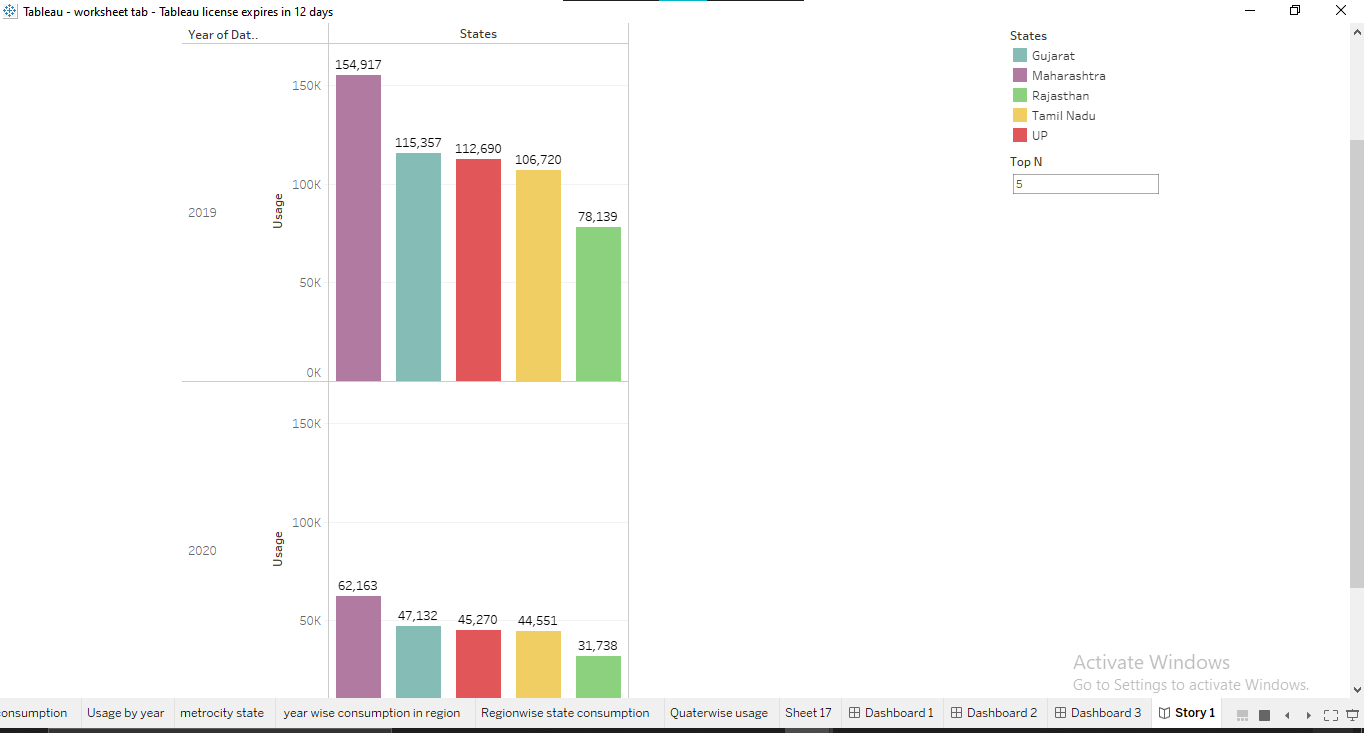 Tableau - worksheet tab - Tableau license expires in 12 days
Year of Dat..
States
154,917
150K
115,357
112,690
106,720
100K
78,139
2019
Usage
50K
0K
150K
100K
2020
Usage
62,163
50K
47,132
45,270
44,551
31,738
States
Gujarat
Maharashtra
Rajasthan
Tamil Nadu
UP
Top N
5
Activate Windows
Go to Settings to activate Windows.
onsumption Usage by year metrocity state year wise consumption in region Regionwise state consumption Quaterwise usage Sheet 17 Dashboard 1 Dashboard 2 Dashboard 3 Story 1